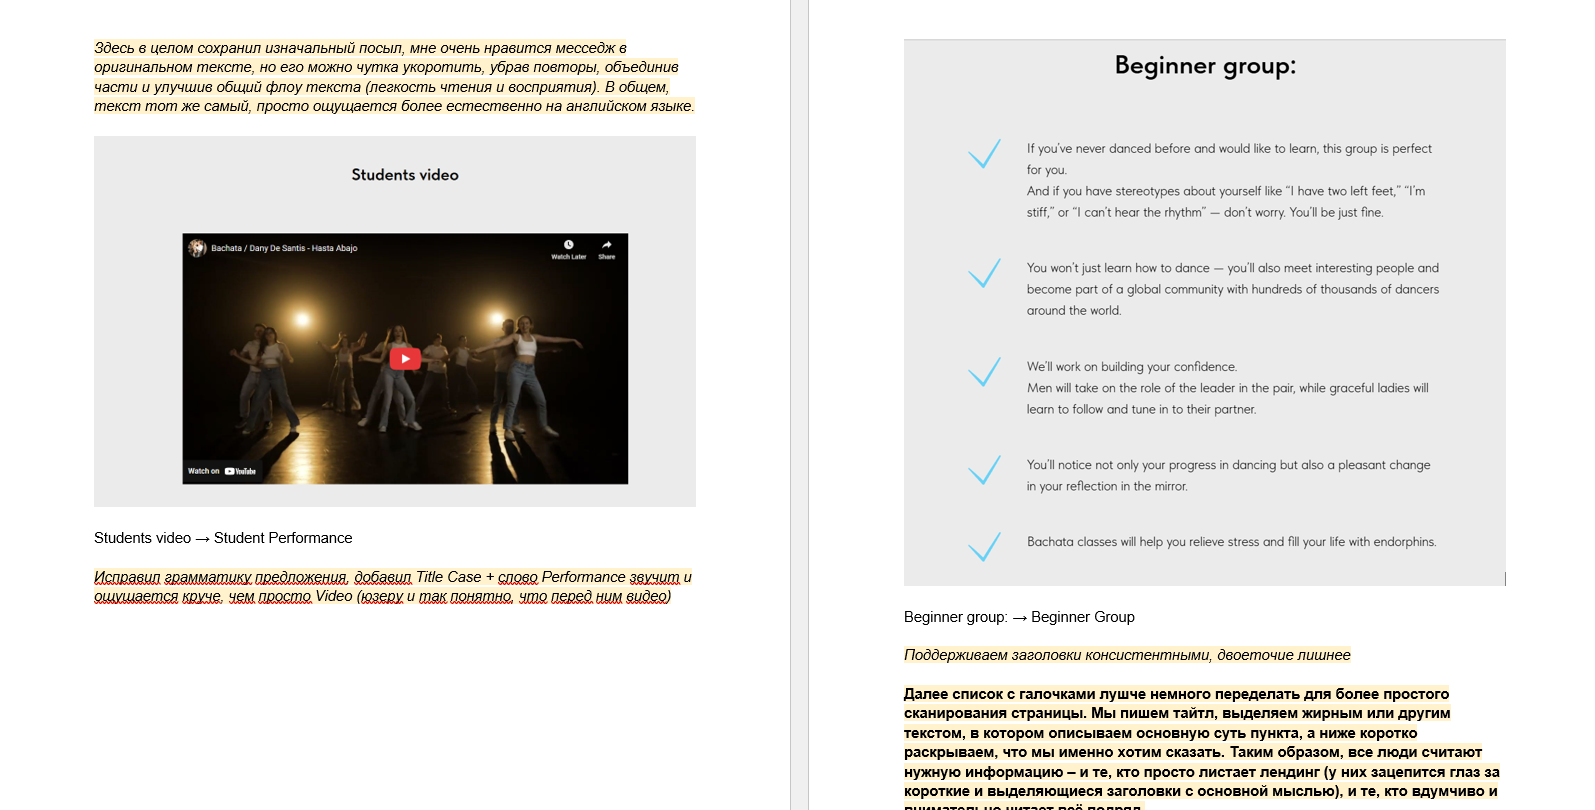 Здесь в целом сохранил изначальный посыл, мне очень нравится месседж в
оригинальном тексте, но его можно чутка укоротить, убрав повторы, объединив
части и улучшив общий флоу текста (легкость чтения и восприятия). В общем,
текст тот же самый, просто ощущается более естественно на английском языке.
Students video
Bachata / Dany De Santis - Hasta Abajo
Watch Later
Share
Watch on YouTube
Students video → Student Performance
Исправил грамматику предложения, добавил Title Case + слово Performance звучит и
ощущается круче, чем просто Video (юзеру и так понятно, что перед ним видео)
Beginner group:
If you’ve never danced before and would like to learn, this group is perfect
for you.
And if you have stereotypes about yourself like “I have two left feet,” “I’m
stiff,” or “I can’t hear the rhythm” — don’t worry. You’ll be just fine.
You won’t just learn how to dance — you’ll also meet interesting people and
become part of a global community with hundreds of thousands of dancers
around the world.
We’ll work on building your confidence.
Men will take on the role of the leader in the pair, while graceful ladies will
learn to follow and tune in to their partner.
You’ll notice not only your progress in dancing but also a pleasant change
in your reflection in the mirror.
Bachata classes will help you relieve stress and fill your life with endorphins.
Beginner group: → Beginner Group
Поддерживаем заголовки консистентными, двоеточие лишнее
Далее список с галочками лушче немного переделать для более простого
сканирования страницы. Мы пишем тайтл, выделяем жирным или другим
текстом, в котором описываем основную суть пункта, а ниже коротко
раскрываем, что мы именно хотим сказать. Таким образом, все люди считают
нужную информацию – и те, кто просто листает лендинг (у них зацепится глаз за
короткие и выделяющиеся заголовки с основной мыслью), и те, кто вдумчиво и
внимательно читает всё подряд.